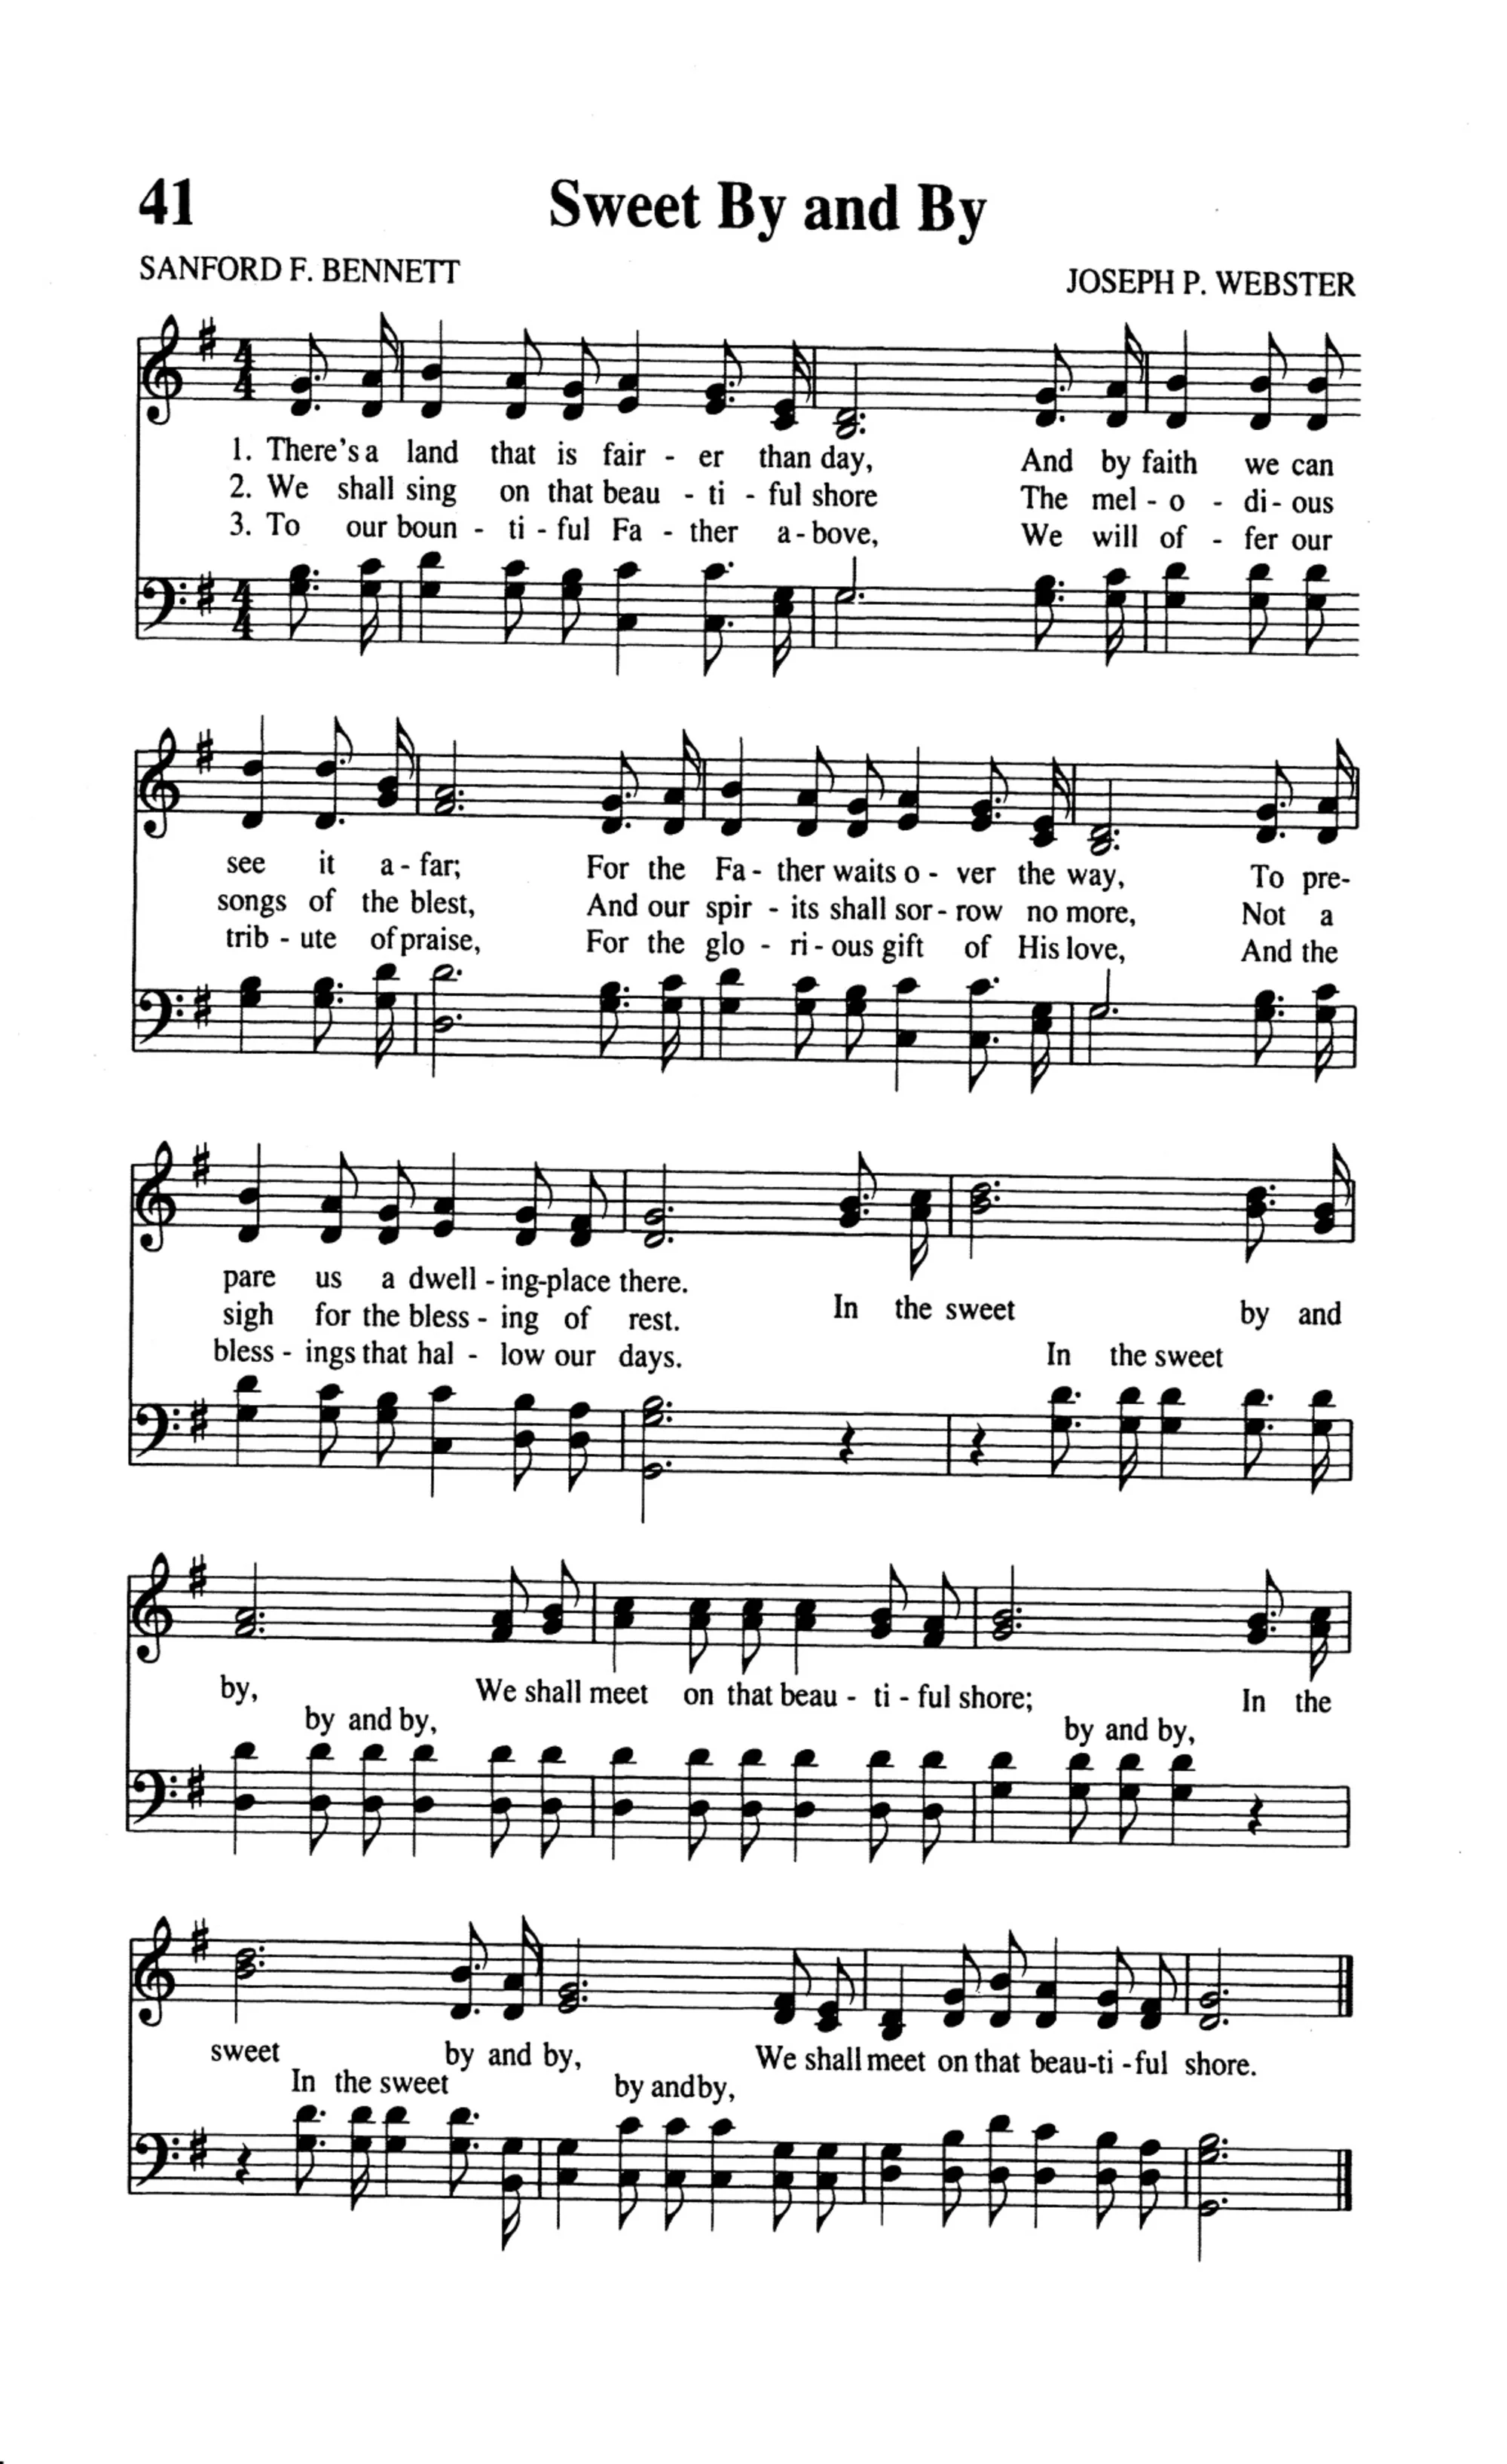 41 Sweet By and By
SANFORD F. BENNETT JOSEPH P. WEBSTER
4 4
1. There's a land that is fair - er than day, And by faith we can
2. We shall sing on that beau - ti - ful shore The mel - o - di - ous
3. To our boun - ti - ful Fa - ther a - bove, We will of - fer our
4 4
see it a - far; For the Fa - ther waits o - ver the way, To pre-
songs of the blest, And our spir - its shall sor - row no more, Not a
trib - ute of praise, For the glo - ri - ous gift of His love, And the
pare us a dwell - ing-place there.
In the sweet by and
sigh for the bless - ing of rest.
bless - ings that hal - low our days. In the sweet
by, We shall meet on that beau - ti - ful shore; In the
by and by, by and by,
sweet by and by, We shall meet on that beau-ti -ful shore.
In the sweet by and by,